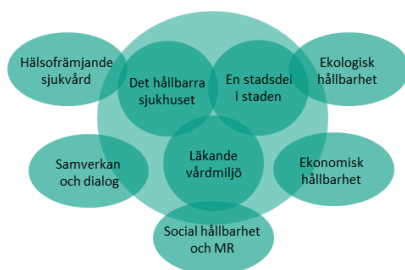 Hälsofrämjande
sjukvård
Det hållbarra
sjukhuset
En stadsdel
i staden
Ekologisk
hållbarhet
Samverkan
och dialog
Läkande
vårdmiljö
Ekonomisk
hållbarhet
Social hållbarhet
och MR